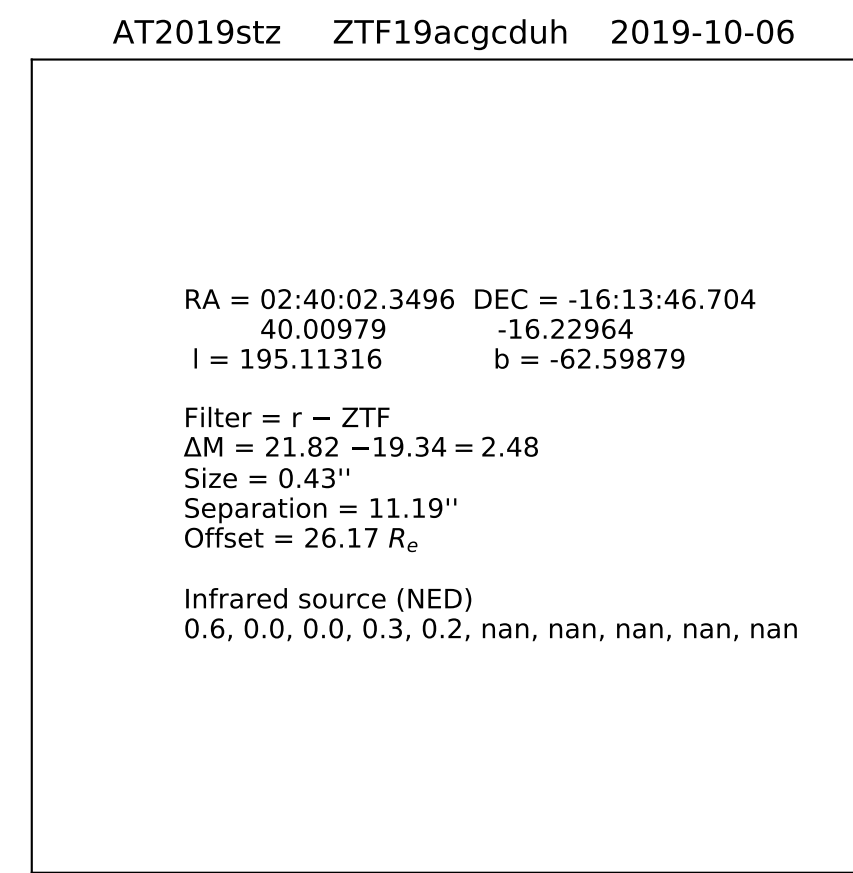 AT2019stz ZTF19acgcduh 2019-10-06
RA = 02:40:02.3496 DEC = -16:13:46.704
40.00979 -16.22964
l = 195.11316 b = -62.59879
Filter = r − ZTF
ΔM = 21.82 −19.34 = 2.48
Size = 0.43''
Separation = 11.19''
Offset = 26.17 Re
Infrared source (NED)
0.6, 0.0, 0.0, 0.3, 0.2, nan, nan, nan, nan, nan